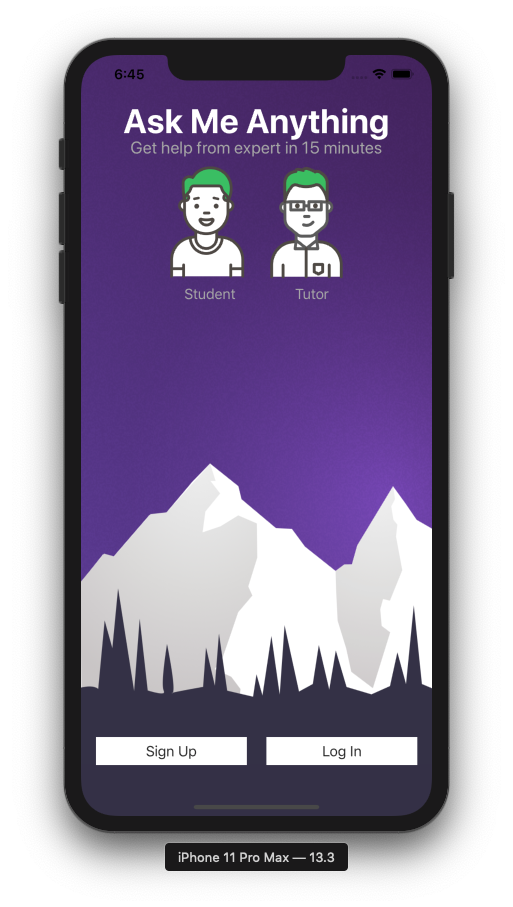 6:45
Ask Me Anything
Get help from expert in 15 minutes
Student Tutor
Sign Up Log In
iPhone 11 Pro Max — 13.3